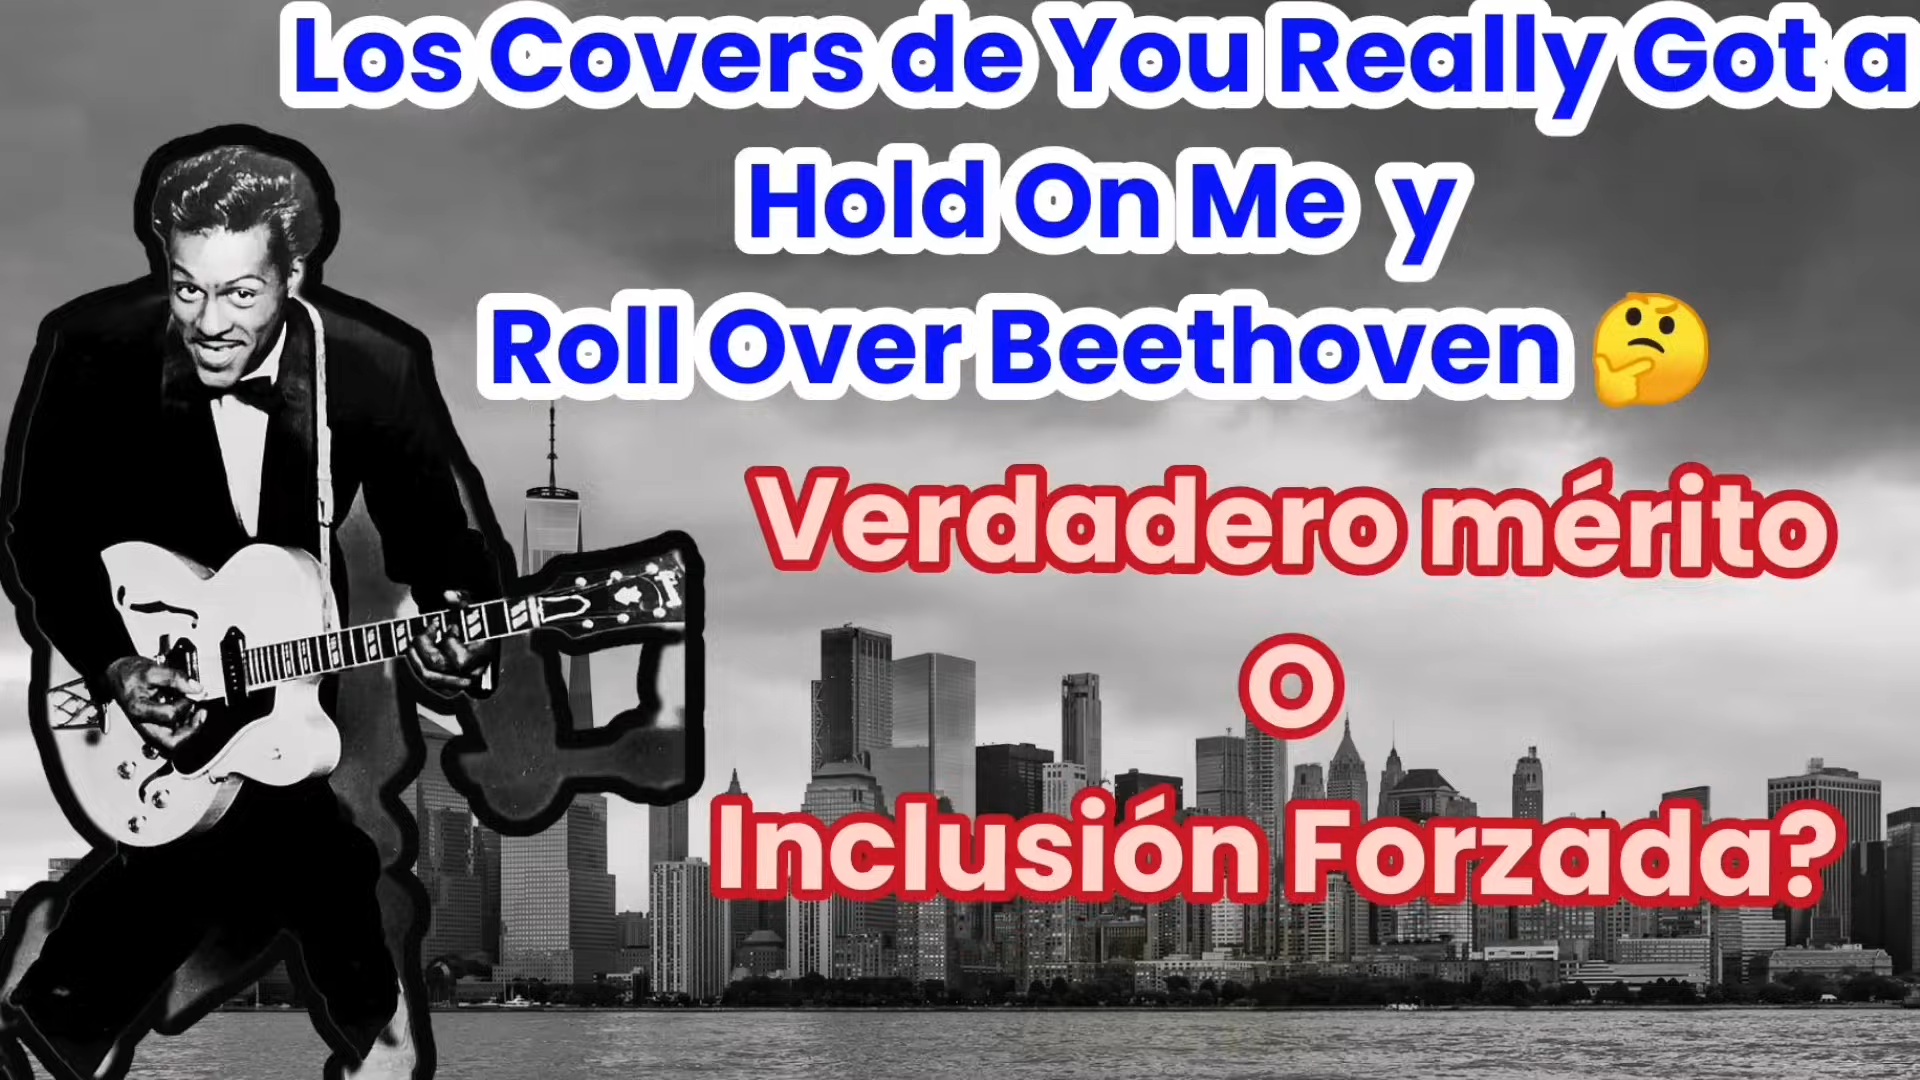 Los Covers de You Really Got a
Hold On Me y
Roll Over Beethoven 🤔
Verdadero mérito
O
Inclusión Forzada?